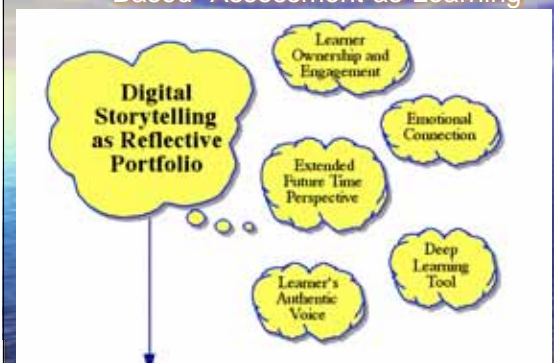 Based "Assessment as Learning"
Digital
Storytelling
as Reflective
Portfolio
Learner
Ownership and
Engagement
Emotional
Connection
Extended
Future Time
Perspective
Deep
Learning
Tool
Learner's
Authentic
Voice